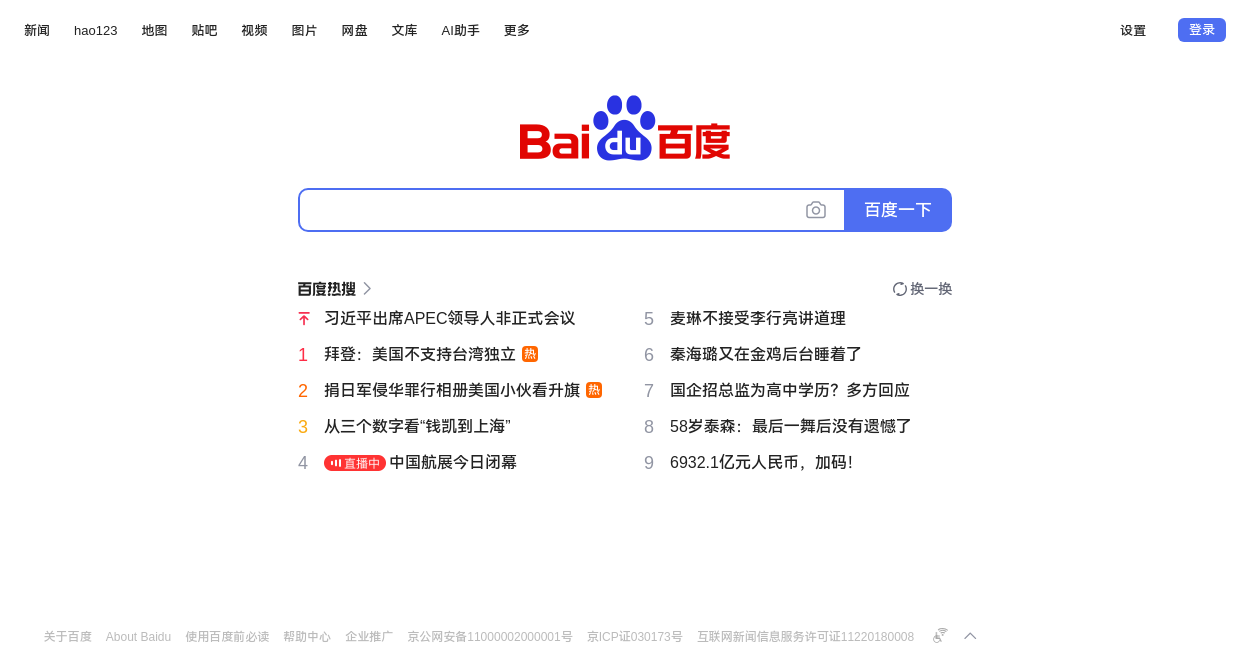 新闻 hao123 地图 贴吧 视频 图片 网盘 文库 AI助手 更多 设置 登录
Bai du 百度
百度一下
百度热搜 换一换
习近平出席APEC领导人非正式会议
1 拜登：美国不支持台湾独立 热
2 捐日军侵华罪行相册美国小伙看升旗 热
3 从三个数字看“钱凯到上海”
4 直播中 中国航展今日闭幕
5 麦琳不接受李行亮讲道理
6 秦海璐又在金鸡后台睡着了
7 国企招总监为高中学历？多方回应
8 58岁泰森：最后一舞后没有遗憾了
9 6932.1亿元人民币，加码！
关于百度 About Baidu 使用百度前必读 帮助中心 企业推广 京公网安备11000002000001号 京ICP证030173号 互联网新闻信息服务许可证11220180008